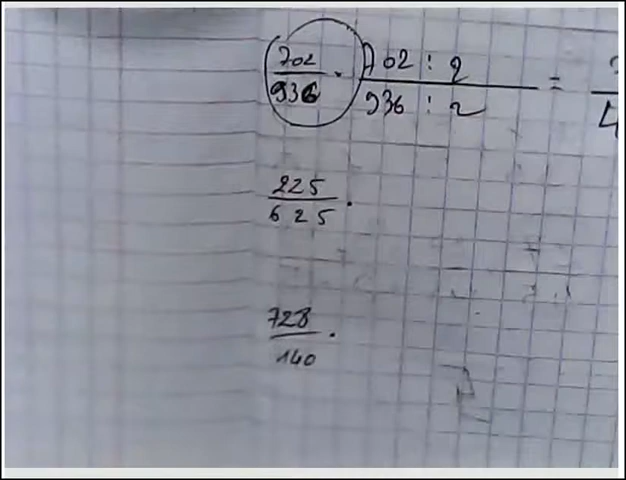 702 / 936 · 702 : 2 / 936 : 2 =
225 / 625 ·
728 / 140 ·